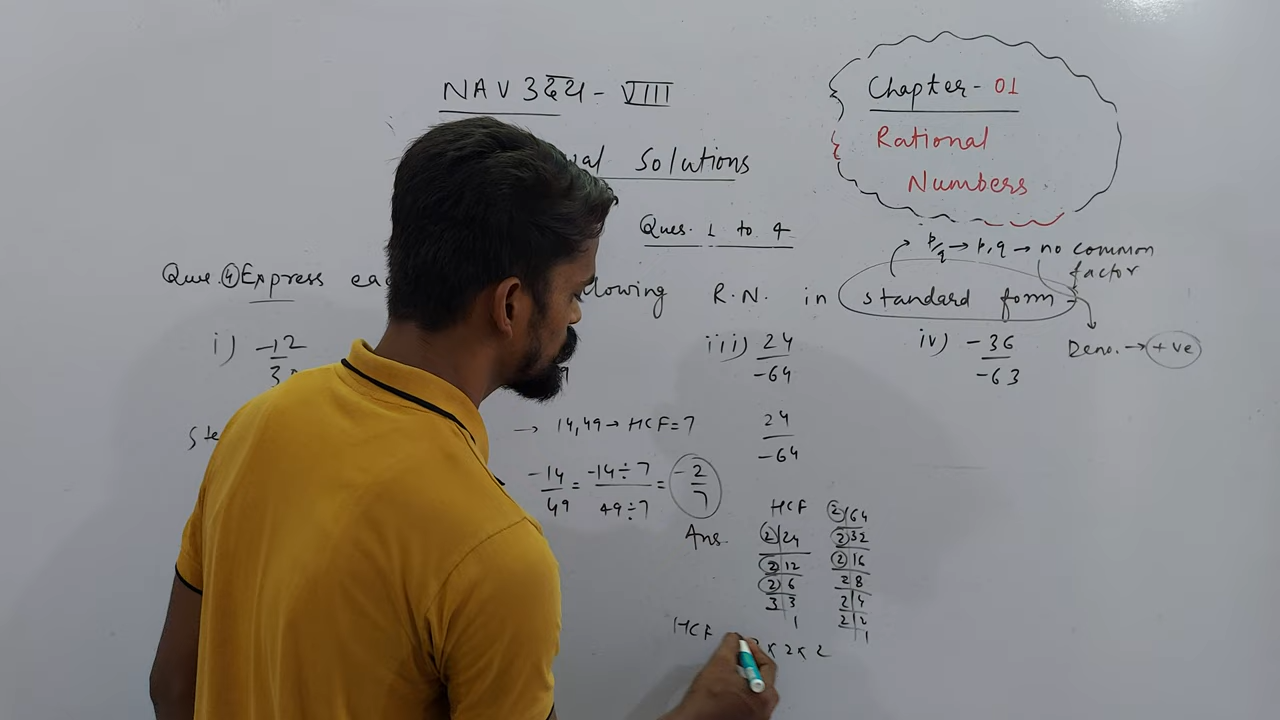 NAV उदय - VIII
Chapter - 01
Rational
Numbers
Solutions
Ques. 1 to 4
p/q → p, q → no common
factor
Que. ④ Express R.N. in standard form -
Deno. → +ve
i) -12
iii) 24/-64
iv) -36/-63
→ 14, 49 → HCF = 7
24/-64
-14/49 = -14÷7/49÷7 = -2/7
Ans.
HCF
2|24
2|12
2|6
3|3
1
2|64
2|32
2|16
2|8
2|4
2|2
1
HCF
x 2 x 2